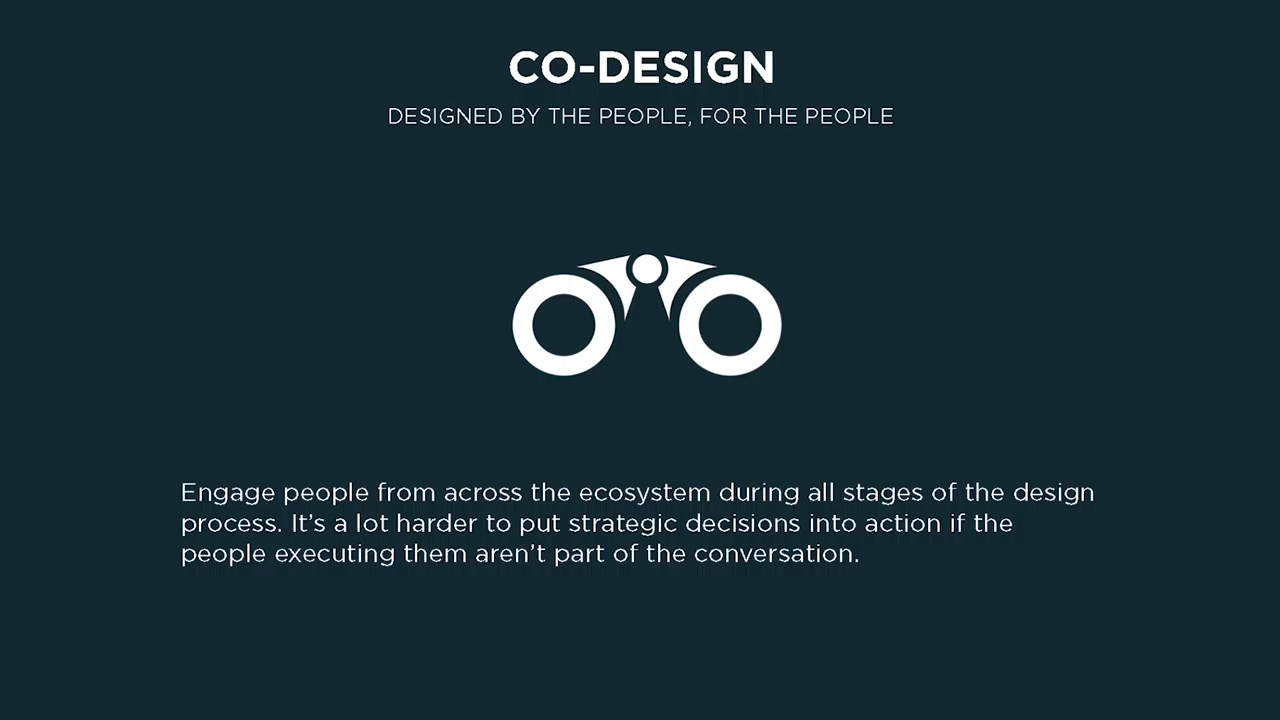 CO-DESIGN
DESIGNED BY THE PEOPLE, FOR THE PEOPLE
Engage people from across the ecosystem during all stages of the design
process. It’s a lot harder to put strategic decisions into action if the
people executing them aren’t part of the conversation.